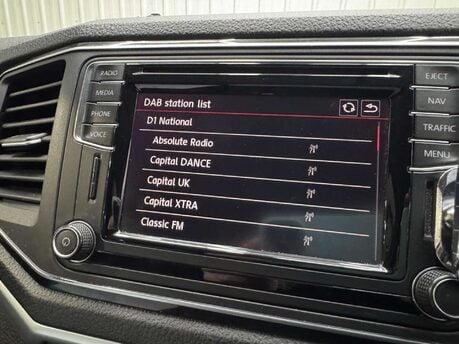 RADIO
MEDIA
PHONE
VOICE
DAB station list
D1 National
Absolute Radio
Capital DANCE
Capital UK
Capital XTRA
Classic FM
EJECT
NAV
TRAFFIC
MENU